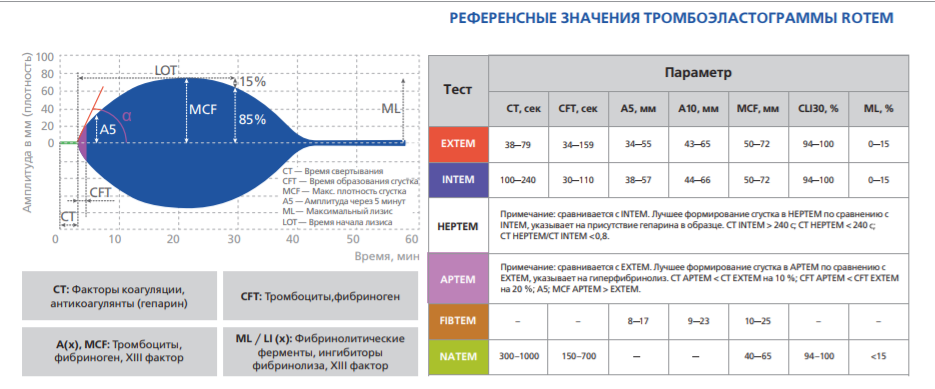 РЕФЕРЕНСНЫЕ ЗНАЧЕНИЯ ТРОМБОЭЛАСТОГРАММЫ ROTEM
Амплитуда в мм (плотность)
100
80
60
40
20
0
LOT
15%
MCF
85%
ML
α
A5
CFT
CT
CT — Время свертывания
CFT — Время образования сгустка
MCF — Макс. плотность сгустка
A5 — Амплитуда через 5 минут
ML — Максимальный лизис
LOT — Время начала лизиса
0 10 20 30 40 50 60
Время, мин
CT: Факторы коагуляции,
антикоагулянты (гепарин)
CFT: Тромбоциты,фибриноген
A(x), MCF: Тромбоциты,
фибриноген, XIII фактор
ML / LI (x): Фибринолитические
ферменты, ингибиторы
фибринолиза, XIII фактор
Тест Параметр
CT, сек CFT, сек A5, мм A10, мм MCF, мм CLI30, % ML, %
EXTEM 38—79 34—159 34—55 43—65 50—72 94—100 0—15
INTEM 100—240 30—110 38—57 44—66 50—72 94—100 0—15
HEPTEM
Примечание: сравнивается с INTEM. Лучшее формирование сгустка в HEPTEM по сравнению с
INTEM, указывает на присутствие гепарина в образце. CT INTEM > 240 с; CT HEPTEM < 240 с;
CT HEPTEM/CT INTEM <0,8.
APTEM
Примечание: сравнивается с EXTEM. Лучшее формирование сгустка в APTEM по сравнению с
EXTEM, указывает на гиперфибринолиз. CT APTEM < CT EXTEM на 10 %; CFT APTEM < CFT EXTEM
на 20 %; A5; MCF APTEM > EXTEM.
FIBTEM – – 8—17 9—23 10—25 – –
NATEM 300–1000 150–700 — — 40—65 94–100 <15